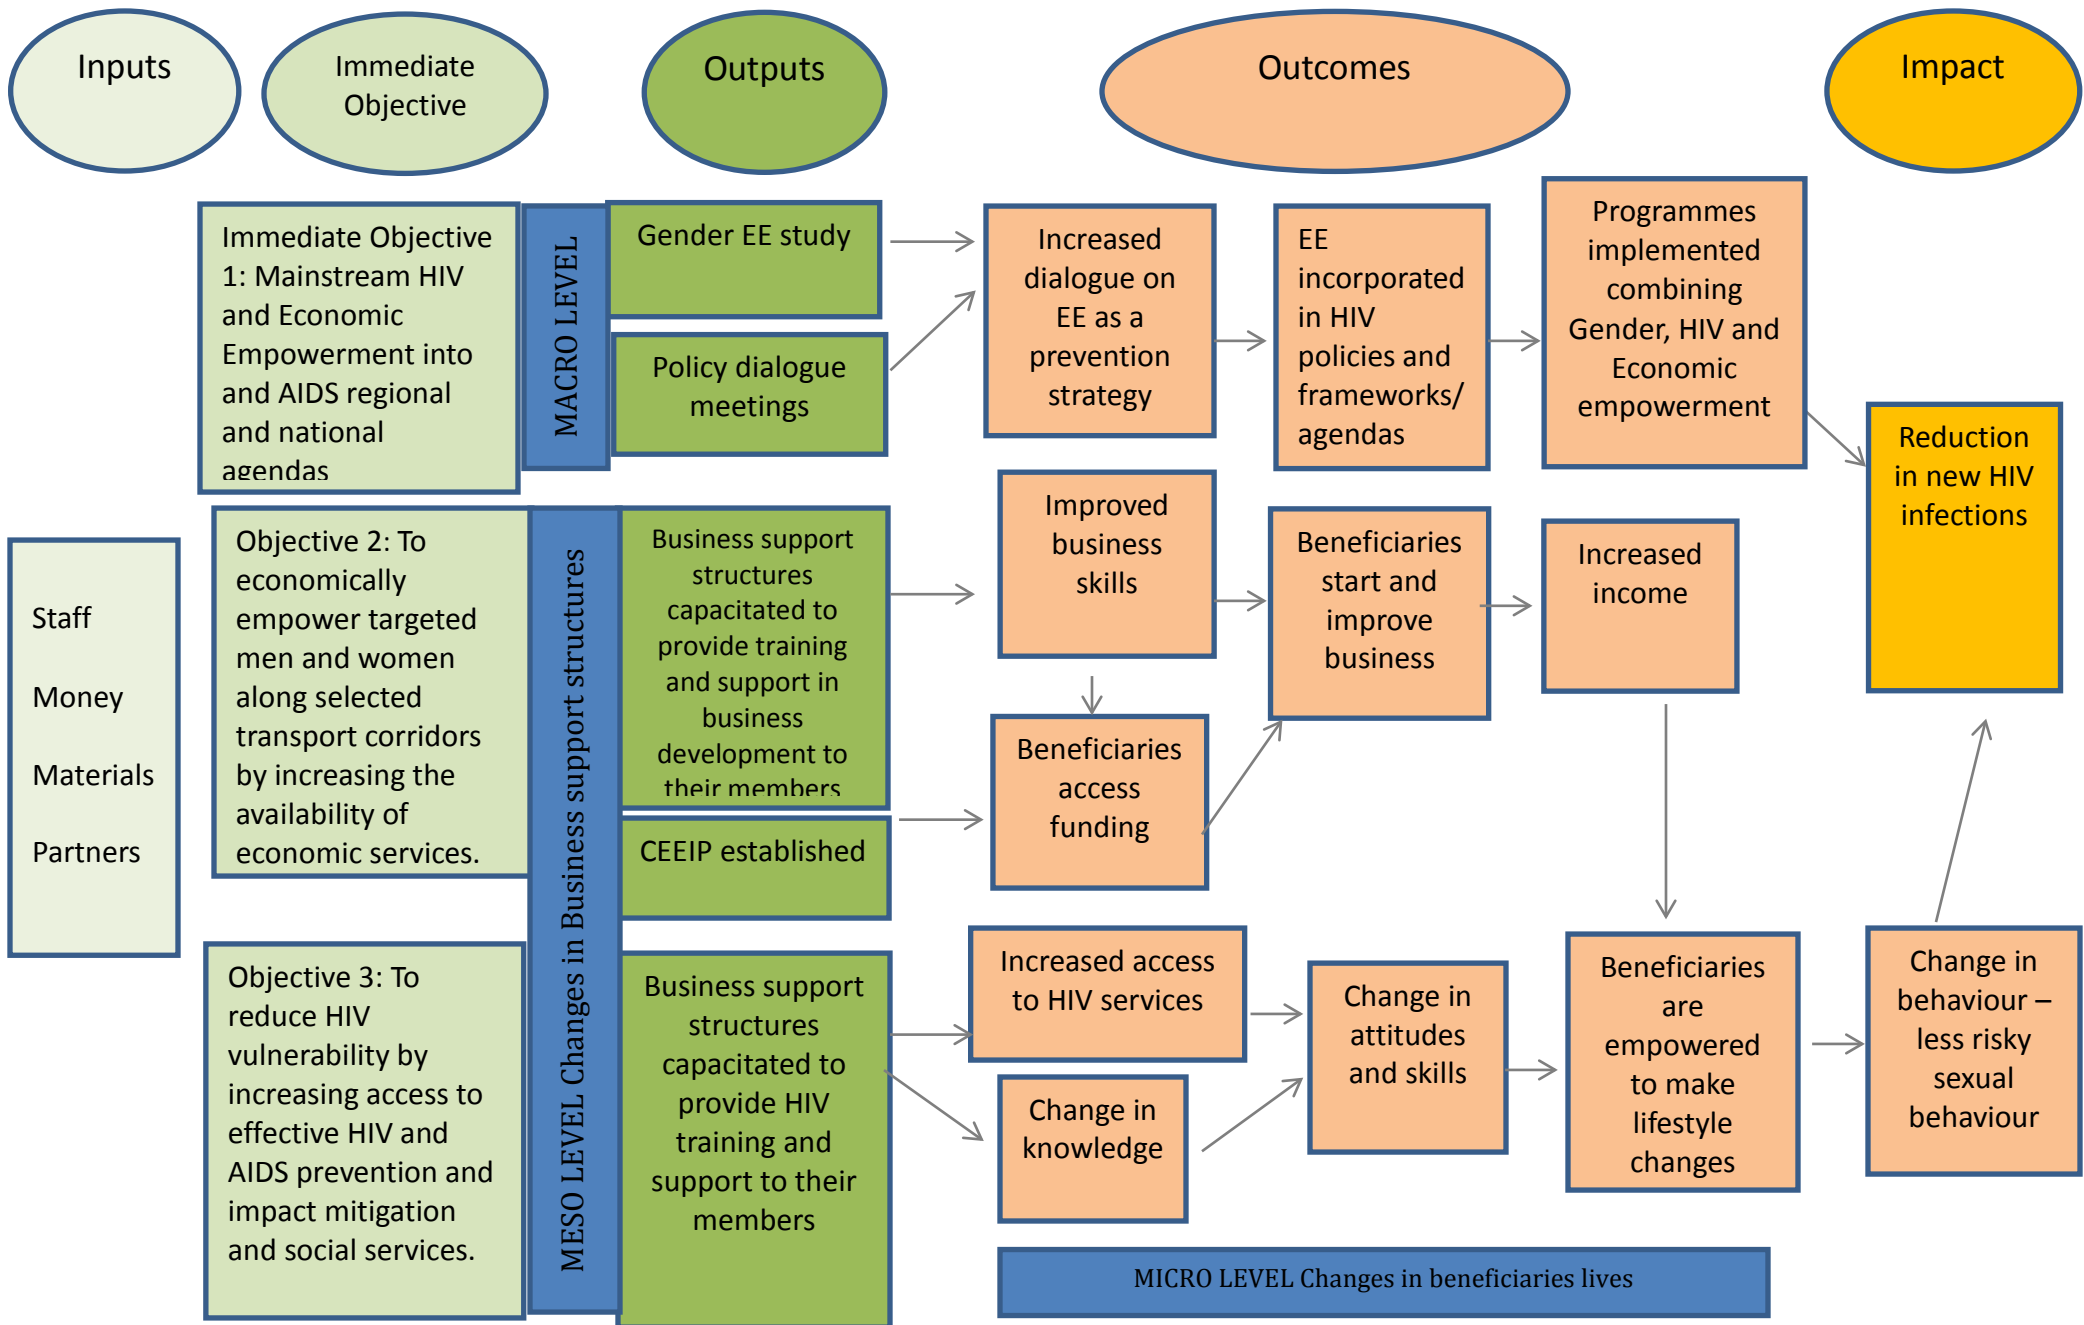 Inputs
Immediate
Objective
Outputs
Outcomes
Impact
Immediate Objective
1: Mainstream HIV
and Economic
Empowerment into
and AIDS regional
and national
agendas
MACRO LEVEL
Gender EE study
Policy dialogue
meetings
Increased
dialogue on
EE as a
prevention
strategy
EE
incorporated
in HIV
policies and
frameworks/
agendas
Programmes
implemented
combining
Gender, HIV and
Economic
empowerment
Reduction
in new HIV
infections
Staff
Money
Materials
Partners
Objective 2: To
economically
empower targeted
men and women
along selected
transport corridors
by increasing the
availability of
economic services.
MESO LEVEL Changes in Business support structures
Business support
structures
capacitated to
provide training
and support in
business
development to
their members
CEEIP established
Improved
business
skills
Beneficiaries
access
funding
Beneficiaries
start and
improve
business
Increased
income
Objective 3: To
reduce HIV
vulnerability by
increasing access to
effective HIV and
AIDS prevention and
impact mitigation
and social services.
Business support
structures
capacitated to
provide HIV
training and
support to their
members
Increased access
to HIV services
Change in
knowledge
Change in
attitudes
and skills
Beneficiaries
are
empowered
to make
lifestyle
changes
Change in
behaviour –
less risky
sexual
behaviour
MICRO LEVEL Changes in beneficiaries lives